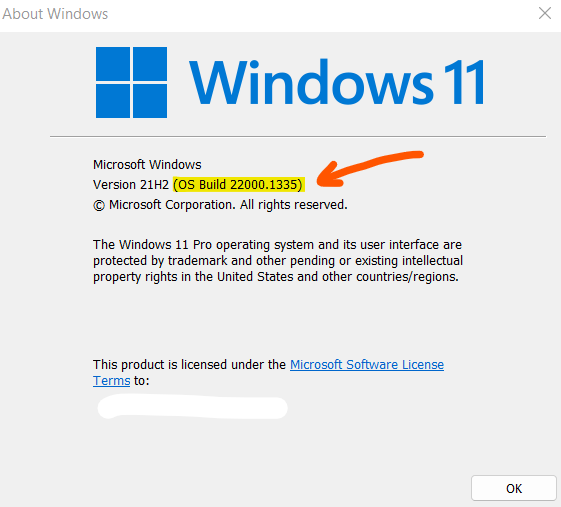 About Windows
Windows 11
Microsoft Windows
Version 21H2 (OS Build 22000.1335)
© Microsoft Corporation. All rights reserved.
The Windows 11 Pro operating system and its user interface are
protected by trademark and other pending or existing intellectual
property rights in the United States and other countries/regions.
This product is licensed under the Microsoft Software License
Terms to:
OK